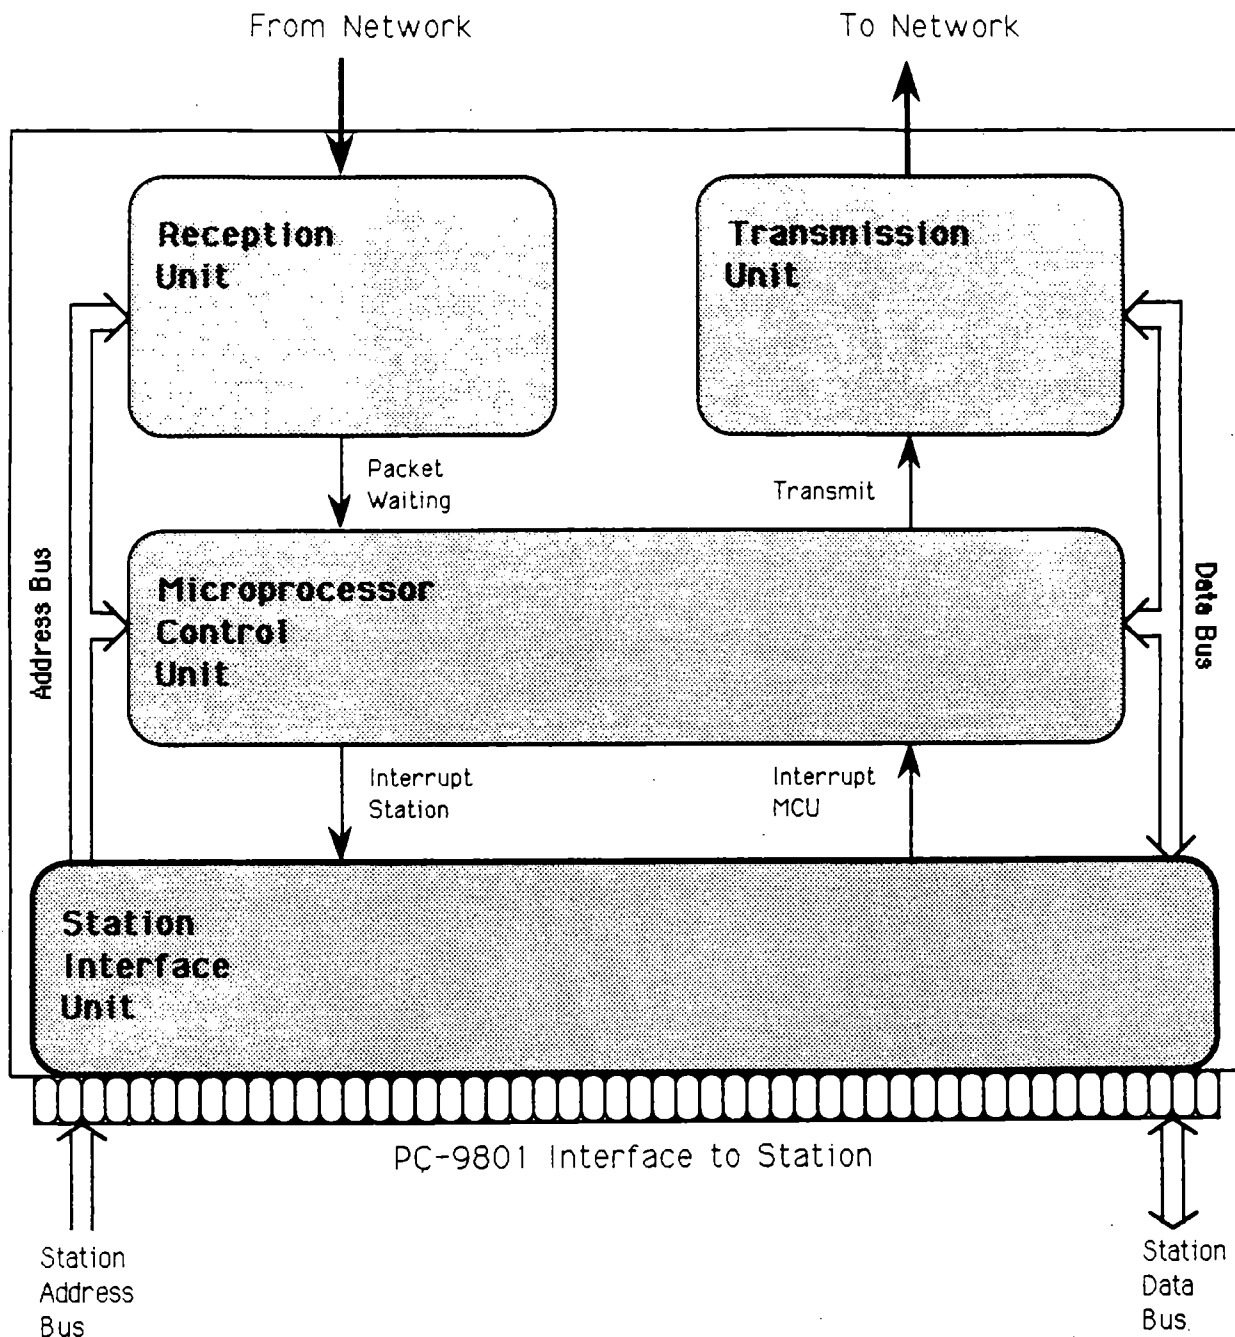 From Network
To Network
Reception
Unit
Transmission
Unit
Packet
Waiting
Transmit
Address Bus
Microprocessor
Control
Unit
Data Bus
Interrupt
Station
Interrupt
MCU
Station
Interface
Unit
PC-9801 Interface to Station
Station
Address
Bus
Station
Data
Bus.